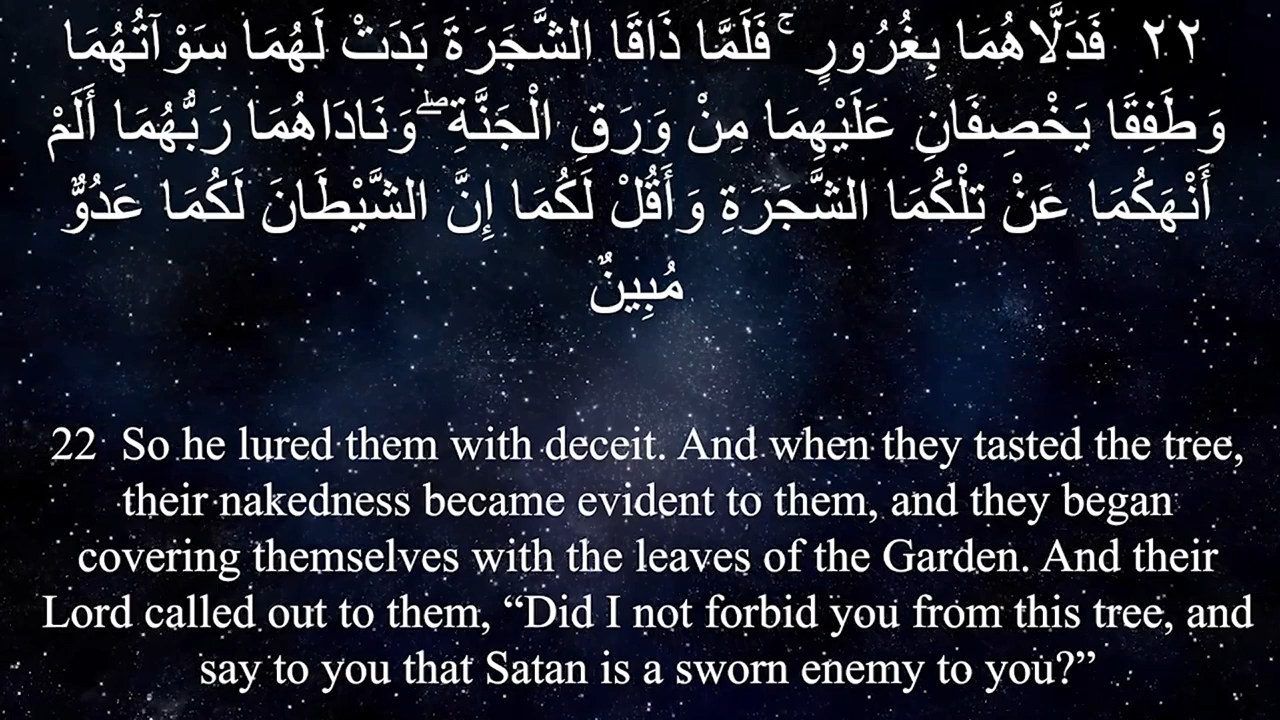 ٢٢ فَدَلَّاهُمَا بِغُرُورٍ ۚ فَلَمَّا ذَاقَا الشَّجَرَةَ بَدَتْ لَهُمَا سَوْآتُهُمَا
وَطَفِقَا يَخْصِفَانِ عَلَيْهِمَا مِنْ وَرَقِ الْجَنَّةِ ۖ وَنَادَاهُمَا رَبُّهُمَا أَلَمْ
أَنْهَكُمَا عَنْ تِلْكُمَا الشَّجَرَةِ وَأَقُلْ لَكُمَا إِنَّ الشَّيْطَانَ لَكُمَا عَدُوٌّ
مُبِينٌ
22 So he lured them with deceit. And when they tasted the tree,
their nakedness became evident to them, and they began
covering themselves with the leaves of the Garden. And their
Lord called out to them, “Did I not forbid you from this tree, and
say to you that Satan is a sworn enemy to you?”